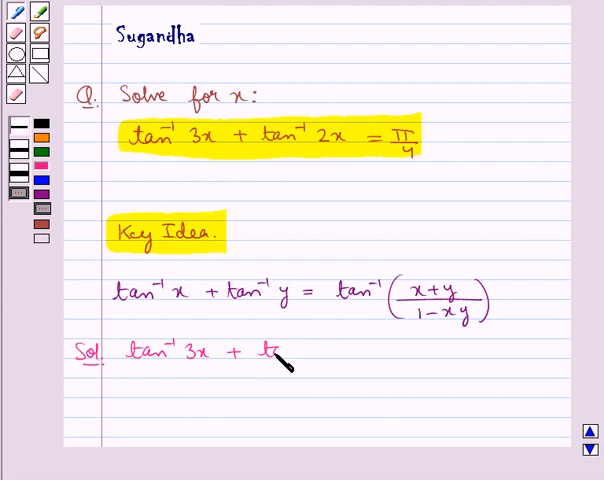 Sugandha
Q. Solve for x:
tan⁻¹ 3x + tan⁻¹ 2x = π/4
Key Idea.
tan⁻¹ x + tan⁻¹ y = tan⁻¹ (x+y / 1-xy)
Sol. tan⁻¹ 3x + t